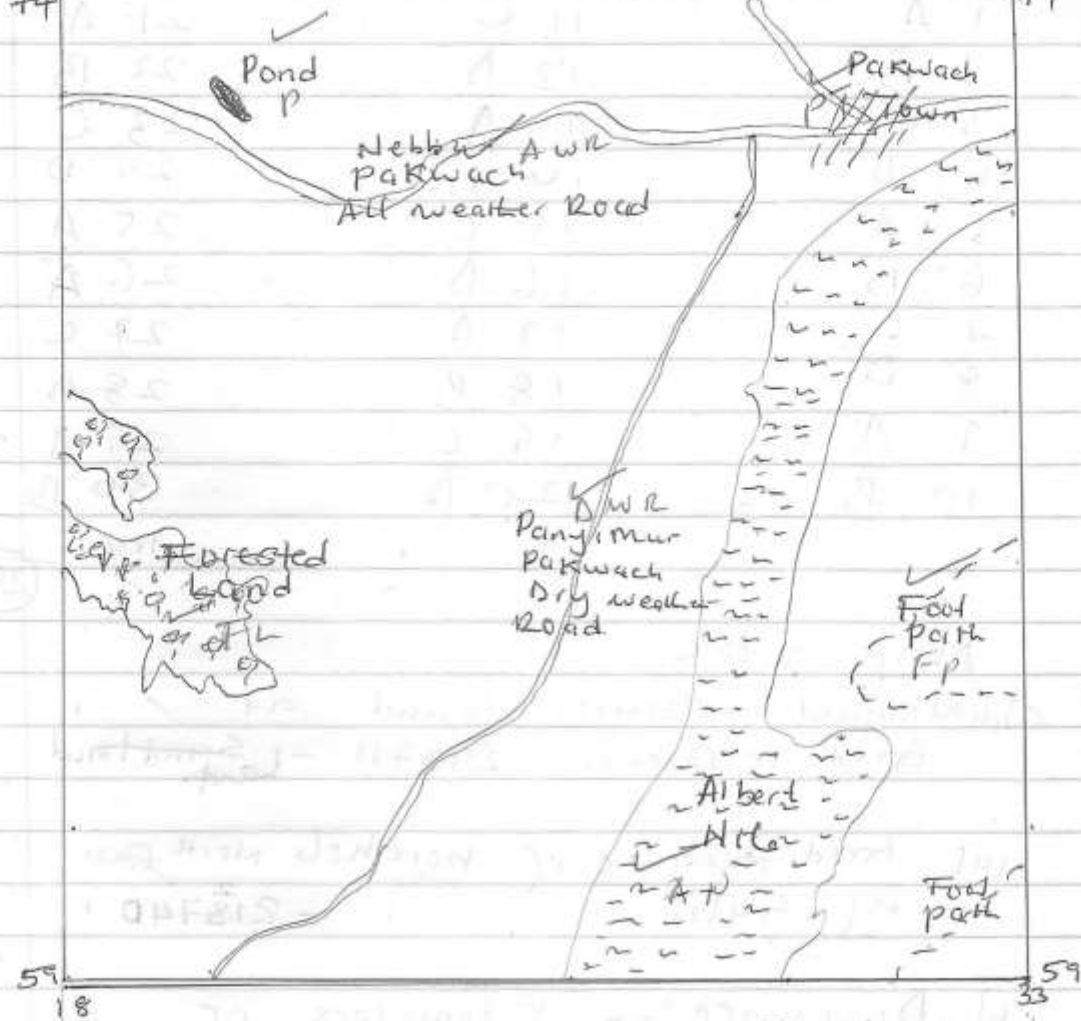 74
Pond
P
Pakwach
P Town
Nebbi AWR
Pakwach
All weather Road
Forested
Land
FL
DWR
Panyimur
Pakwach
Dry weather
Road
Foot
path
FP
Albert
Nile
AN
Foot
path
59
59
18
33